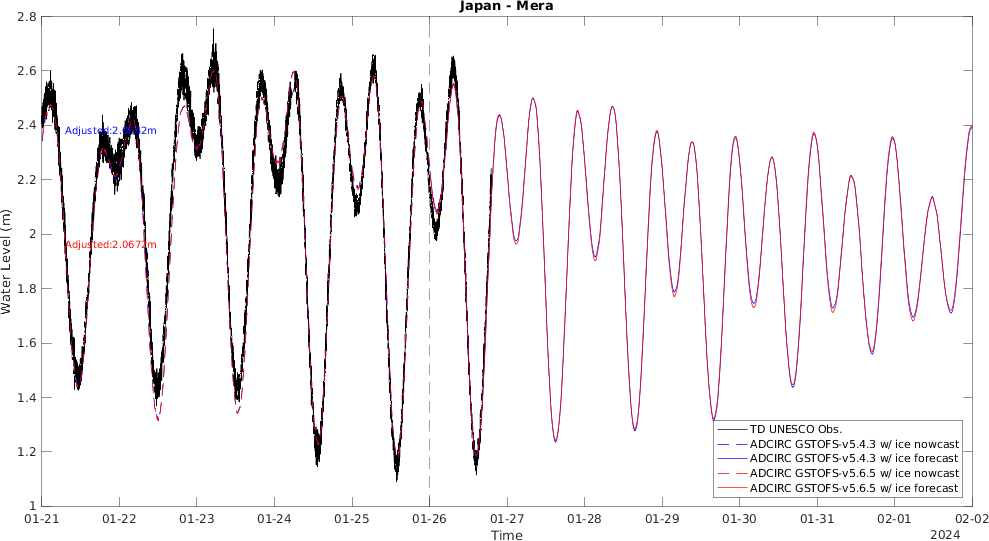 Japan - Mera
2.8
2.6
2.4
2.2
2
1.8
1.6
1.4
1.2
1
Water Level (m)
Adjusted:2.0672m
01-21
01-22
01-23
01-24
01-25
01-26
01-27
01-28
01-29
01-30
01-31
02-01
02-02
Time
2024
TD UNESCO Obs.
ADCIRC GSTOFS-v5.4.3 w/ ice nowcast
ADCIRC GSTOFS-v5.4.3 w/ ice forecast
ADCIRC GSTOFS-v5.6.5 w/ ice nowcast
ADCIRC GSTOFS-v5.6.5 w/ ice forecast